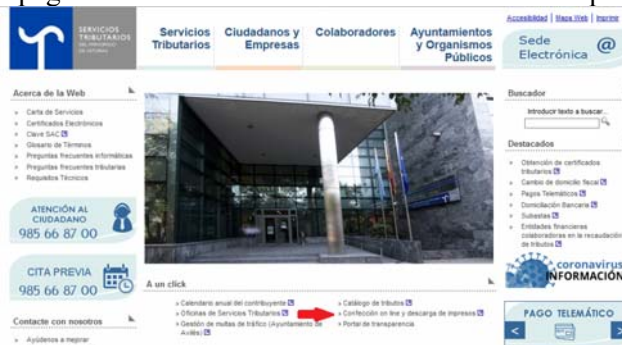 Accesibilidad | Mapa Web | Imprimir
SERVICIOS
TRIBUTARIOS
DEL PRINCIPADO
DE ASTURIAS
Servicios
Tributarios
Ciudadanos y
Empresas
Colaboradores
Ayuntamientos
y Organismos
Públicos
Sede
Electrónica @
Acerca de la Web
» Carta de Servicios
» Certificados Electrónicos
» Clave SAC
» Glosario de Términos
» Preguntas frecuentes informáticas
» Preguntas frecuentes tributarias
» Requisitos Técnicos
ATENCIÓN AL
CIUDADANO
985 66 87 00
CITA PREVIA
985 66 87 00
Contacte con nosotros
» Ayúdenos a mejorar
A un click
» Calendario anual del contribuyente
» Oficinas de Servicios Tributarios
» Gestión de multas de tráfico (Ayuntamiento de
Avilés)
» Catálogo de tributos
» Confección on line y descarga de impresos
» Portal de transparencia
Buscador
Introducir texto a buscar...
Destacados
» Obtención de certificados
tributarios
» Cambio de domicilio fiscal
» Pagos Telemáticos
» Domiciliación Bancaria
» Subastas
» Entidades financieras
colaboradoras en la recaudación
de tributos
coronavirus
INFORMACIÓN
PAGO TELEMÁTICO
< >